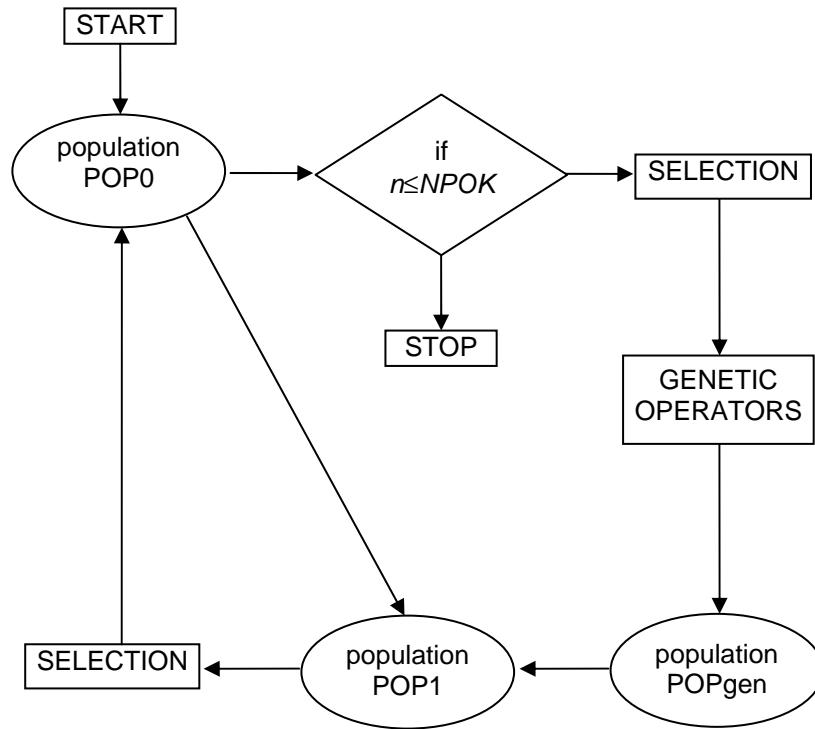 START
population
POP0
if
n≤NPOK
SELECTION
STOP
GENETIC
OPERATORS
SELECTION
population
POP1
population
POPgen